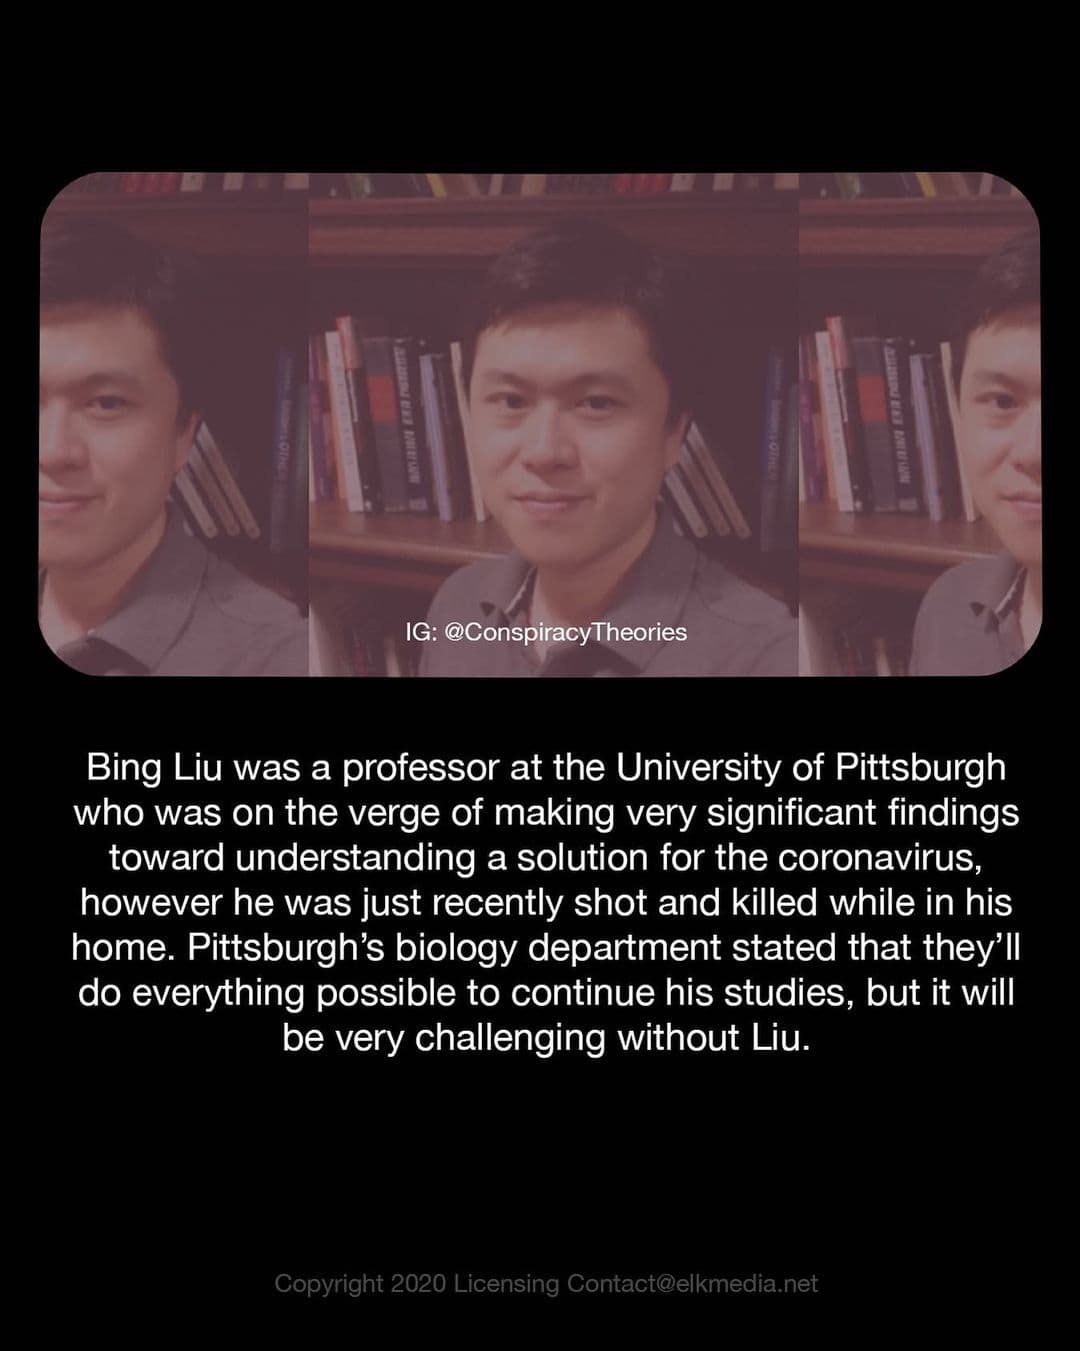 IG: @ConspiracyTheories
Bing Liu was a professor at the University of Pittsburgh
who was on the verge of making very significant findings
toward understanding a solution for the coronavirus,
however he was just recently shot and killed while in his
home. Pittsburgh’s biology department stated that they’ll
do everything possible to continue his studies, but it will
be very challenging without Liu.
Copyright 2020 Licensing Contact@elkmedia.net